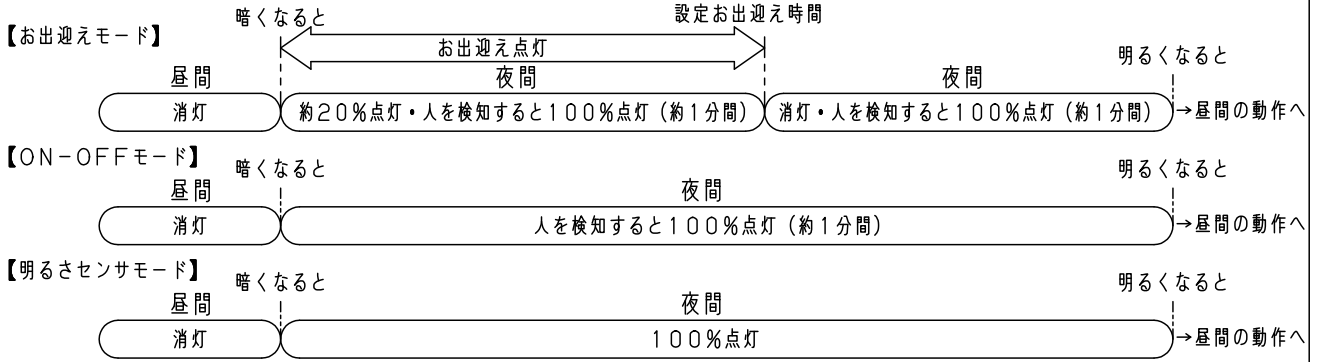 【お出迎えモード】
暗くなると
設定お出迎え時間
お出迎え点灯
明るくなると
昼間
夜間
夜間
消灯
約20%点灯・人を検知すると100%点灯(約1分間)
消灯・人を検知すると100%点灯(約1分間)
→昼間の動作へ
【ON-OFFモード】
暗くなると
明るくなると
昼間
夜間
消灯
人を検知すると100%点灯(約1分間)
→昼間の動作へ
【明るさセンサモード】
暗くなると
明るくなると
昼間
夜間
消灯
100%点灯
→昼間の動作へ